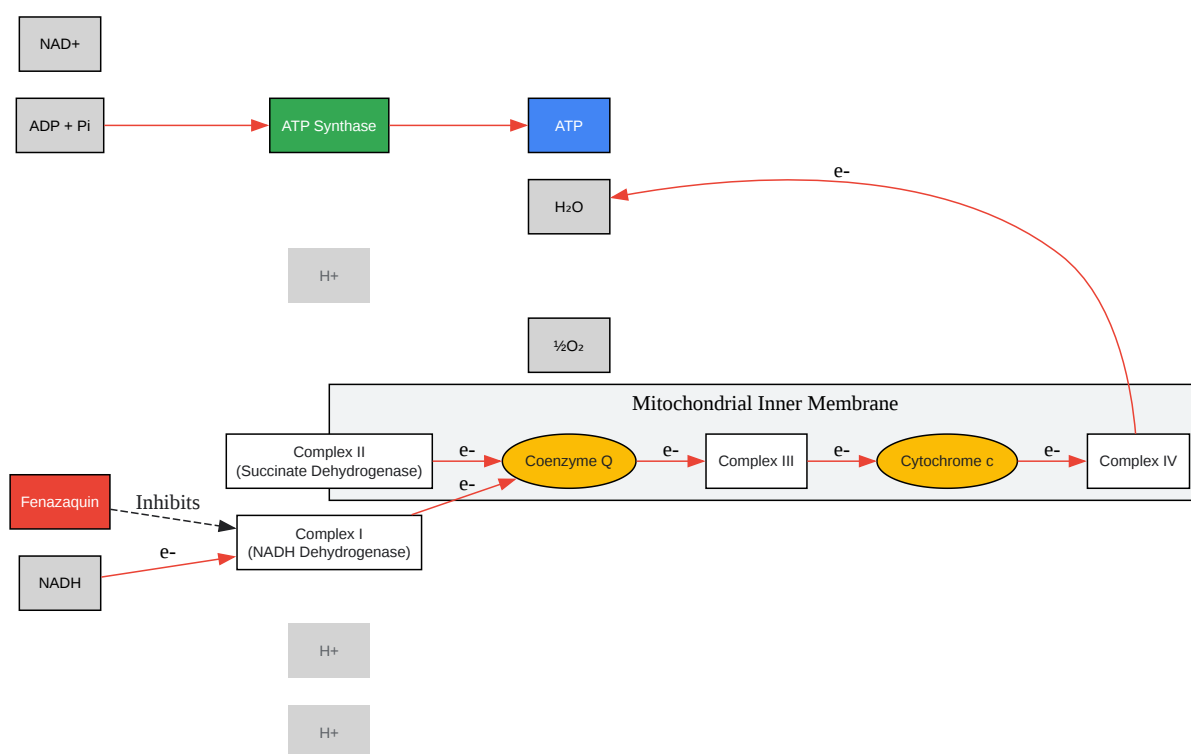 NAD+
ADP + Pi
ATP Synthase
ATP
e-
H₂O
H+
½O₂
Mitochondrial Inner Membrane
Complex II
(Succinate Dehydrogenase)
e-
Coenzyme Q
e-
Complex III
e-
Cytochrome c
e-
Complex IV
e-
Fenazaquin
Inhibits
Complex I
(NADH Dehydrogenase)
e-
NADH
H+
H+